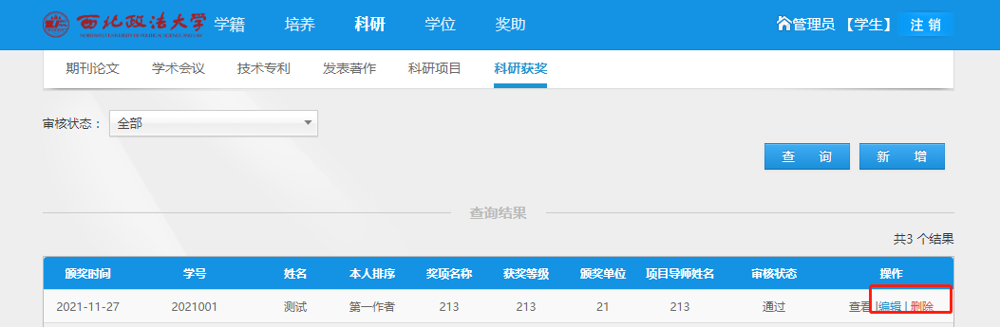 西北政法大学 学籍 培养 科研 学位 奖助 管理员 【学生】 注 销
期刊论文 学术会议 技术专利 发表著作 科研项目 科研获奖
审核状态： 全部
查 询 新 增
查询结果
共3 个结果
颁奖时间 学号 姓名 本人排序 奖项名称 获奖等级 颁奖单位 项目导师姓名 审核状态 操作
2021-11-27 2021001 测试 第一作者 213 213 21 213 通过 查看 |编辑 | 删除